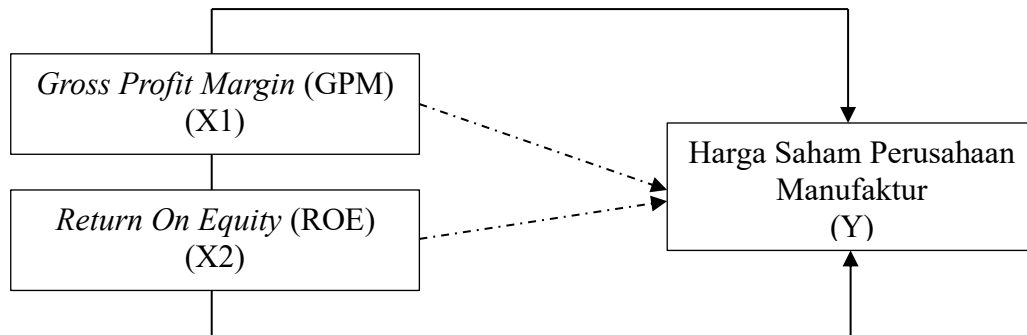 Gross Profit Margin (GPM)
(X1)
Return On Equity (ROE)
(X2)
Harga Saham Perusahaan
Manufaktur
(Y)